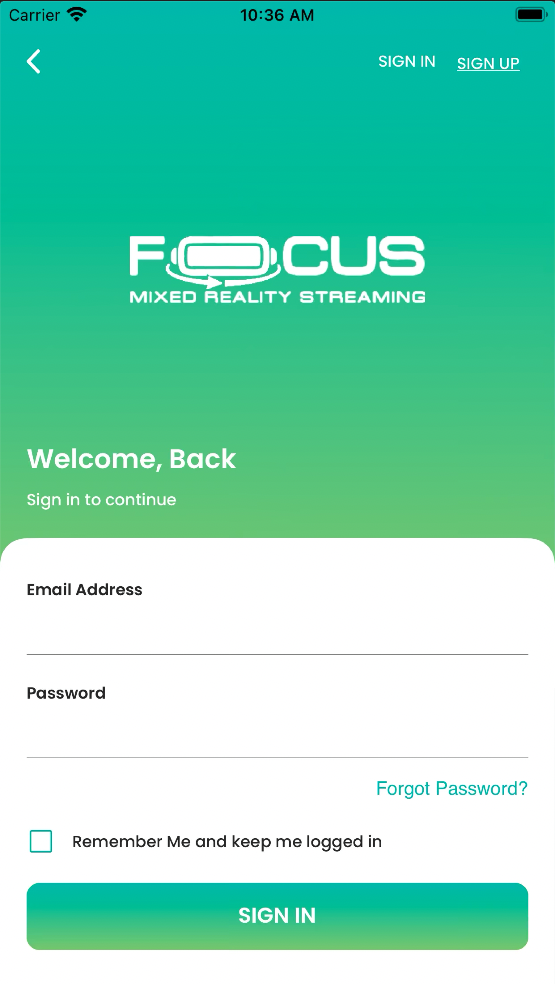 Carrier 10:36 AM
SIGN IN SIGN UP
FOCUS
MIXED REALITY STREAMING
Welcome, Back
Sign in to continue
Email Address
Password
Forgot Password?
Remember Me and keep me logged in
SIGN IN